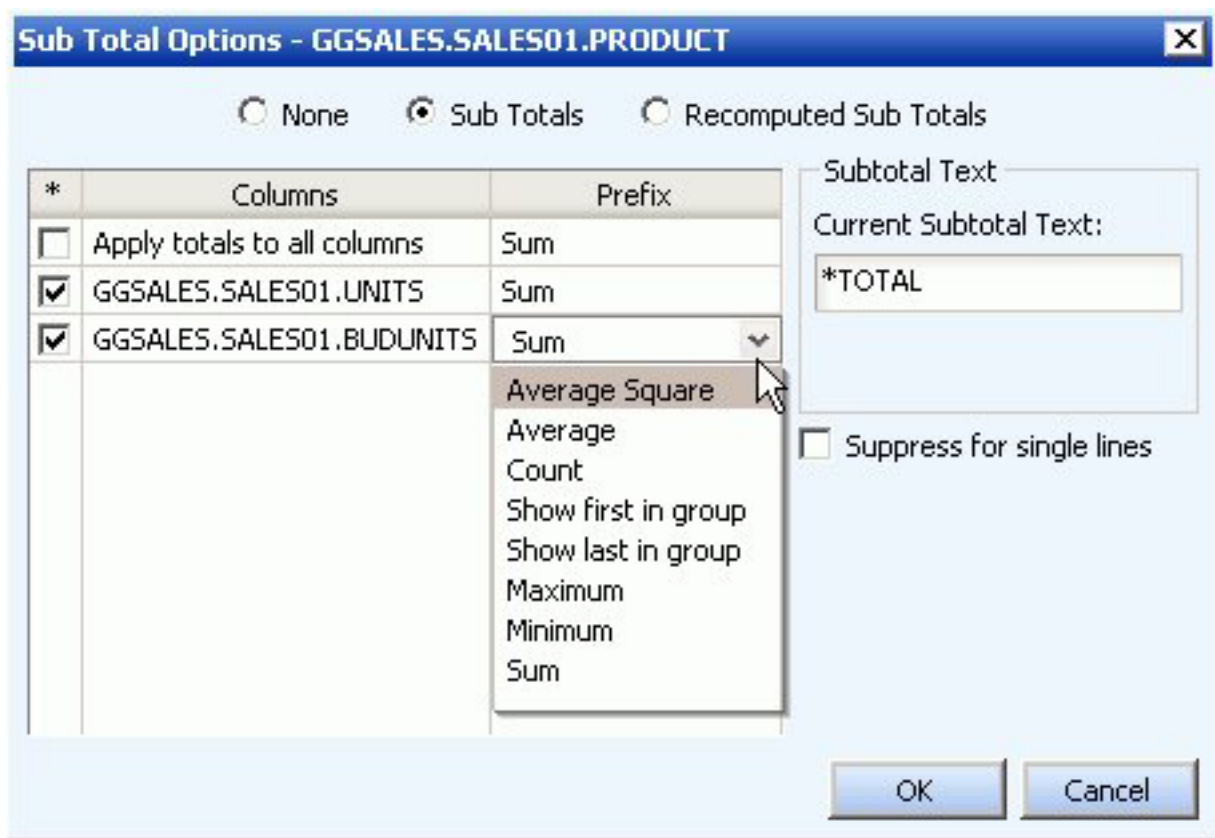 Sub Total Options - GGSALES.SALES01.PRODUCT
None Sub Totals Recomputed Sub Totals
* Columns Prefix
Apply totals to all columns Sum
GGSALES.SALES01.UNITS Sum
GGSALES.SALES01.BUDUNITS Sum
Average Square
Average
Count
Show first in group
Show last in group
Maximum
Minimum
Sum
Subtotal Text
Current Subtotal Text:
*TOTAL
Suppress for single lines
OK Cancel